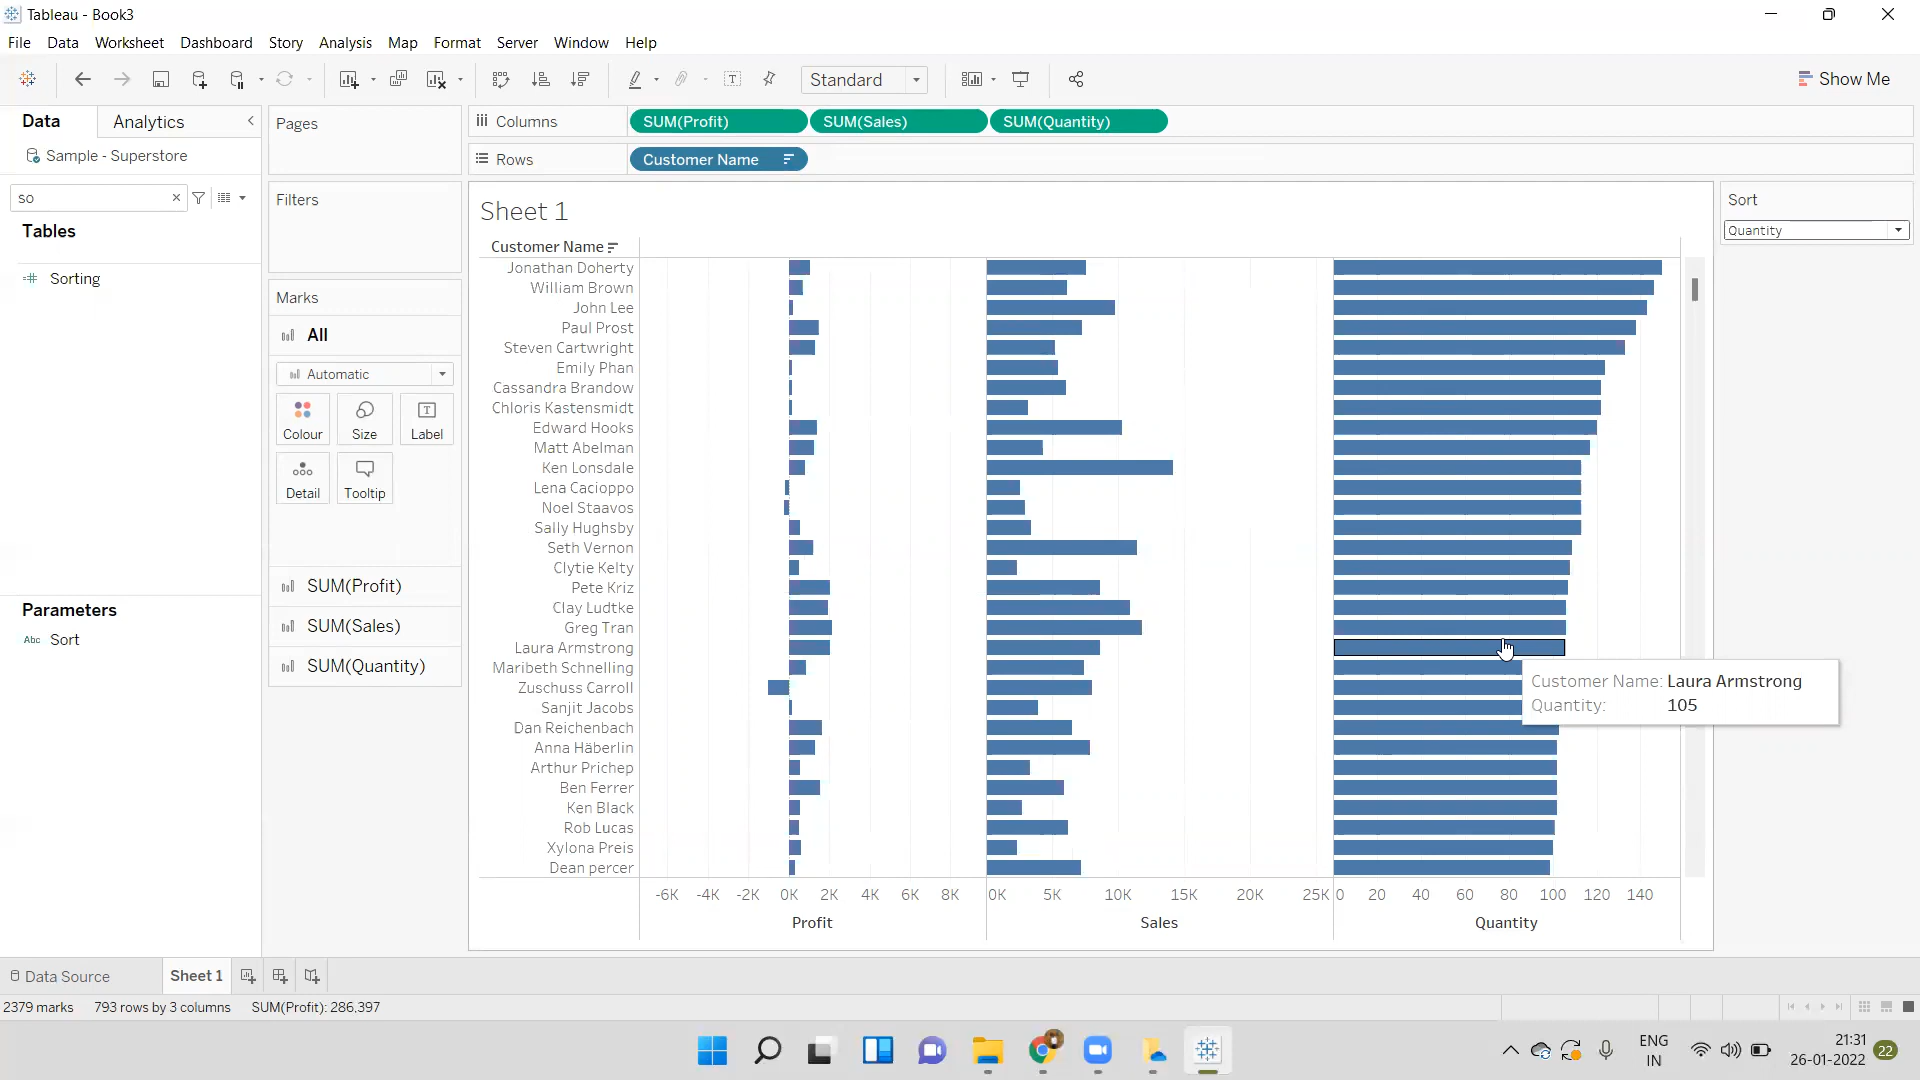 Tableau - Book3
File Data Worksheet Dashboard Story Analysis Map Format Server Window Help
Standard
Show Me
Data
Analytics
Sample - Superstore
so
Tables
Sorting
Parameters
Abc Sort
Pages
Filters
Marks
All
Automatic
Colour
Size
Label
Detail
Tooltip
SUM(Profit)
SUM(Sales)
SUM(Quantity)
Columns
SUM(Profit)
SUM(Sales)
SUM(Quantity)
Rows
Customer Name
Sheet 1
Customer Name
Jonathan Doherty
William Brown
John Lee
Paul Prost
Steven Cartwright
Emily Phan
Cassandra Brandow
Chloris Kastensmidt
Edward Hooks
Matt Abelman
Ken Lonsdale
Lena Cacioppo
Noel Staavos
Sally Hughsby
Seth Vernon
Clytie Kelty
Pete Kriz
Clay Ludtke
Greg Tran
Laura Armstrong
Maribeth Schnelling
Zuschuss Carroll
Sanjit Jacobs
Dan Reichenbach
Anna Häberlin
Arthur Prichep
Ben Ferrer
Ken Black
Rob Lucas
Xylona Preis
Dean percer
-6K -4K -2K 0K 2K 4K 6K 8K
Profit
0K 5K 10K 15K 20K 25K
Sales
0 20 40 60 80 100 120 140
Quantity
Customer Name: Laura Armstrong
Quantity: 105
Sort
Quantity
Data Source
Sheet 1
2379 marks 793 rows by 3 columns SUM(Profit): 286,397
ENG
IN
21:31
26-01-2022
22